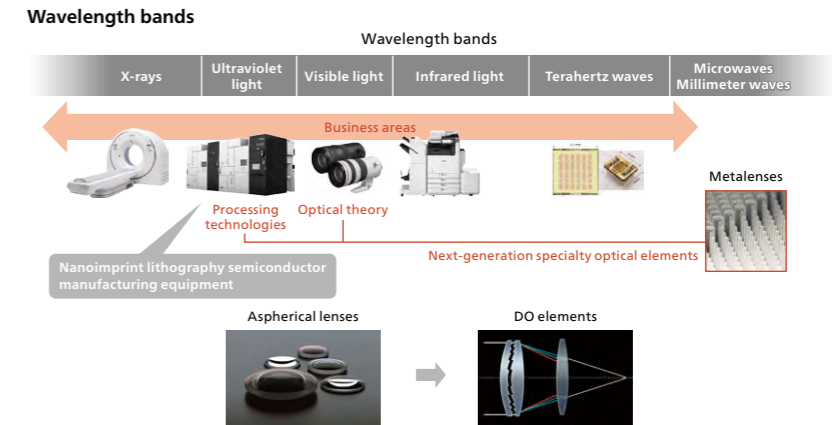 Wavelength bands
Wavelength bands
X-rays
Ultraviolet
light
Visible light
Infrared light
Terahertz waves
Microwaves
Millimeter waves
Business areas
Metalenses
Processing
technologies
Optical theory
Next-generation specialty optical elements
Nanoimprint lithography semiconductor
manufacturing equipment
Aspherical lenses
DO elements